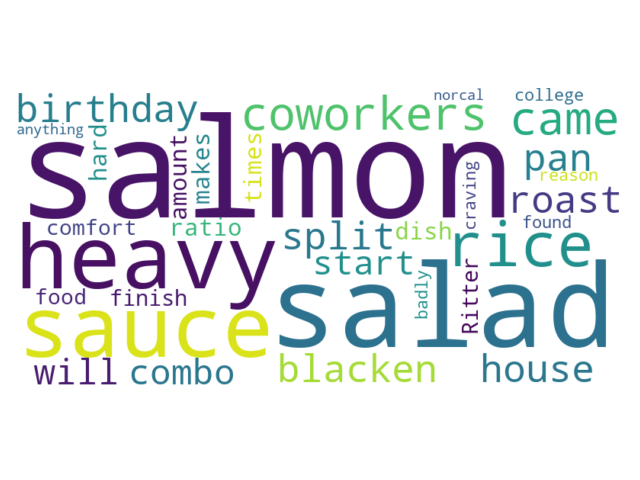 norcal college
birthday coworkers came
anything
hard amount makes times
salmon
pan
reason
craving
roast
comfort ratio split dish found
heavy
start rice
food finish
badly Ritter
sauce salad
will combo blacken house